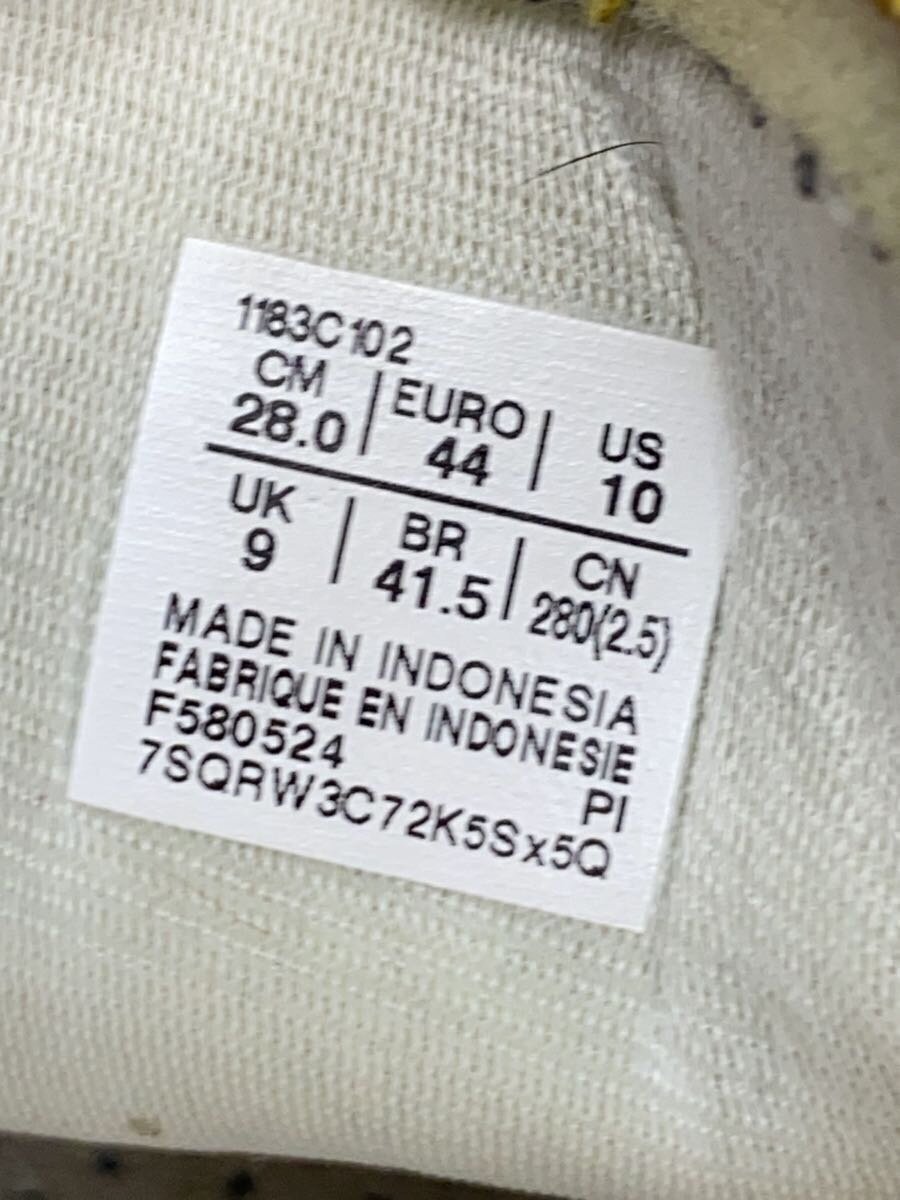 1183C102
CM | EURO | US
28.0 | 44 | 10
UK | BR | CN
9 | 41.5 | 280(2.5)
MADE IN INDONESIA
FABRIQUE EN INDONESIE
F580524 PI
7SQRW3C72K5Sx5Q